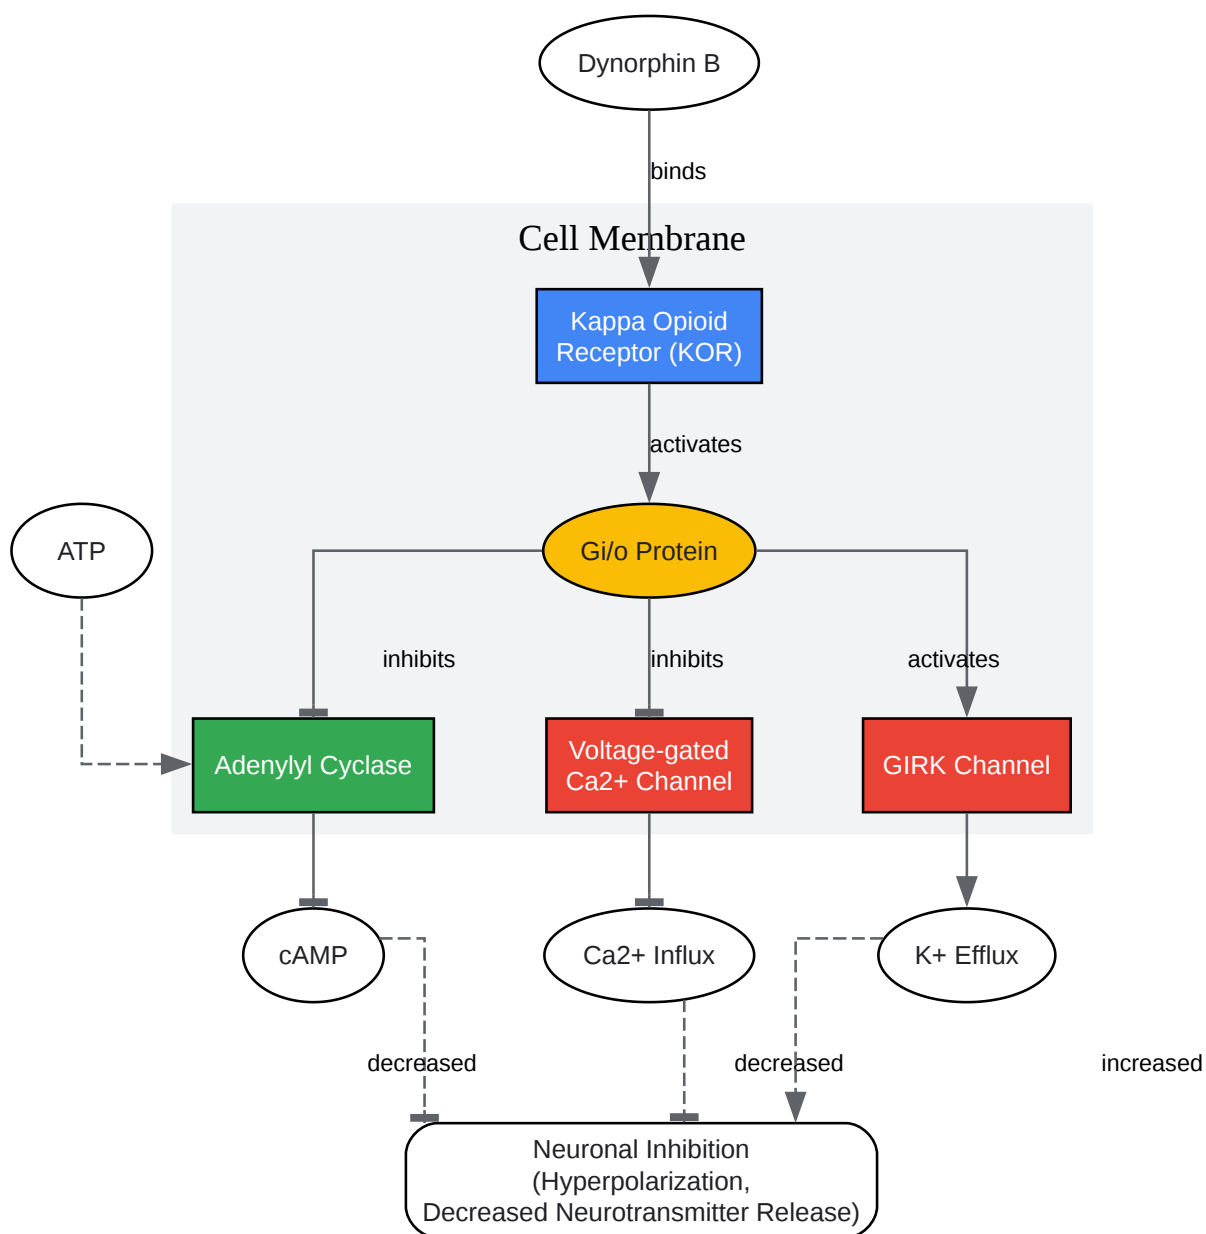 Dynorphin B
binds
Cell Membrane
Kappa Opioid
Receptor (KOR)
activates
ATP
Gi/o Protein
inhibits
inhibits
activates
Adenylyl Cyclase
Voltage-gated
Ca2+ Channel
GIRK Channel
cAMP
Ca2+ Influx
K+ Efflux
decreased
decreased
increased
Neuronal Inhibition
(Hyperpolarization,
Decreased Neurotransmitter Release)